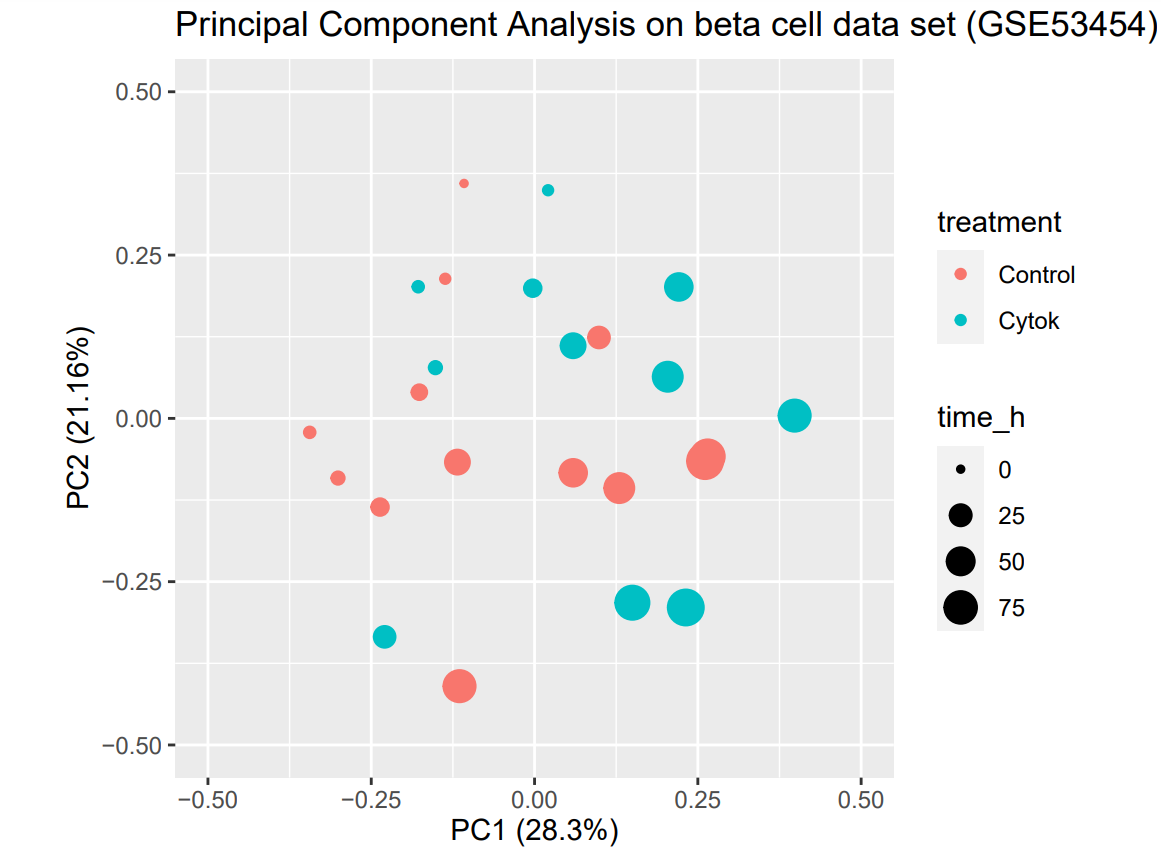 Principal Component Analysis on beta cell data set (GSE53454)
0.50
0.25
0.00
−0.25
−0.50
PC2 (21.16%)
−0.50
−0.25
0.00
0.25
0.50
PC1 (28.3%)
treatment
Control
Cytok
time_h
0
25
50
75